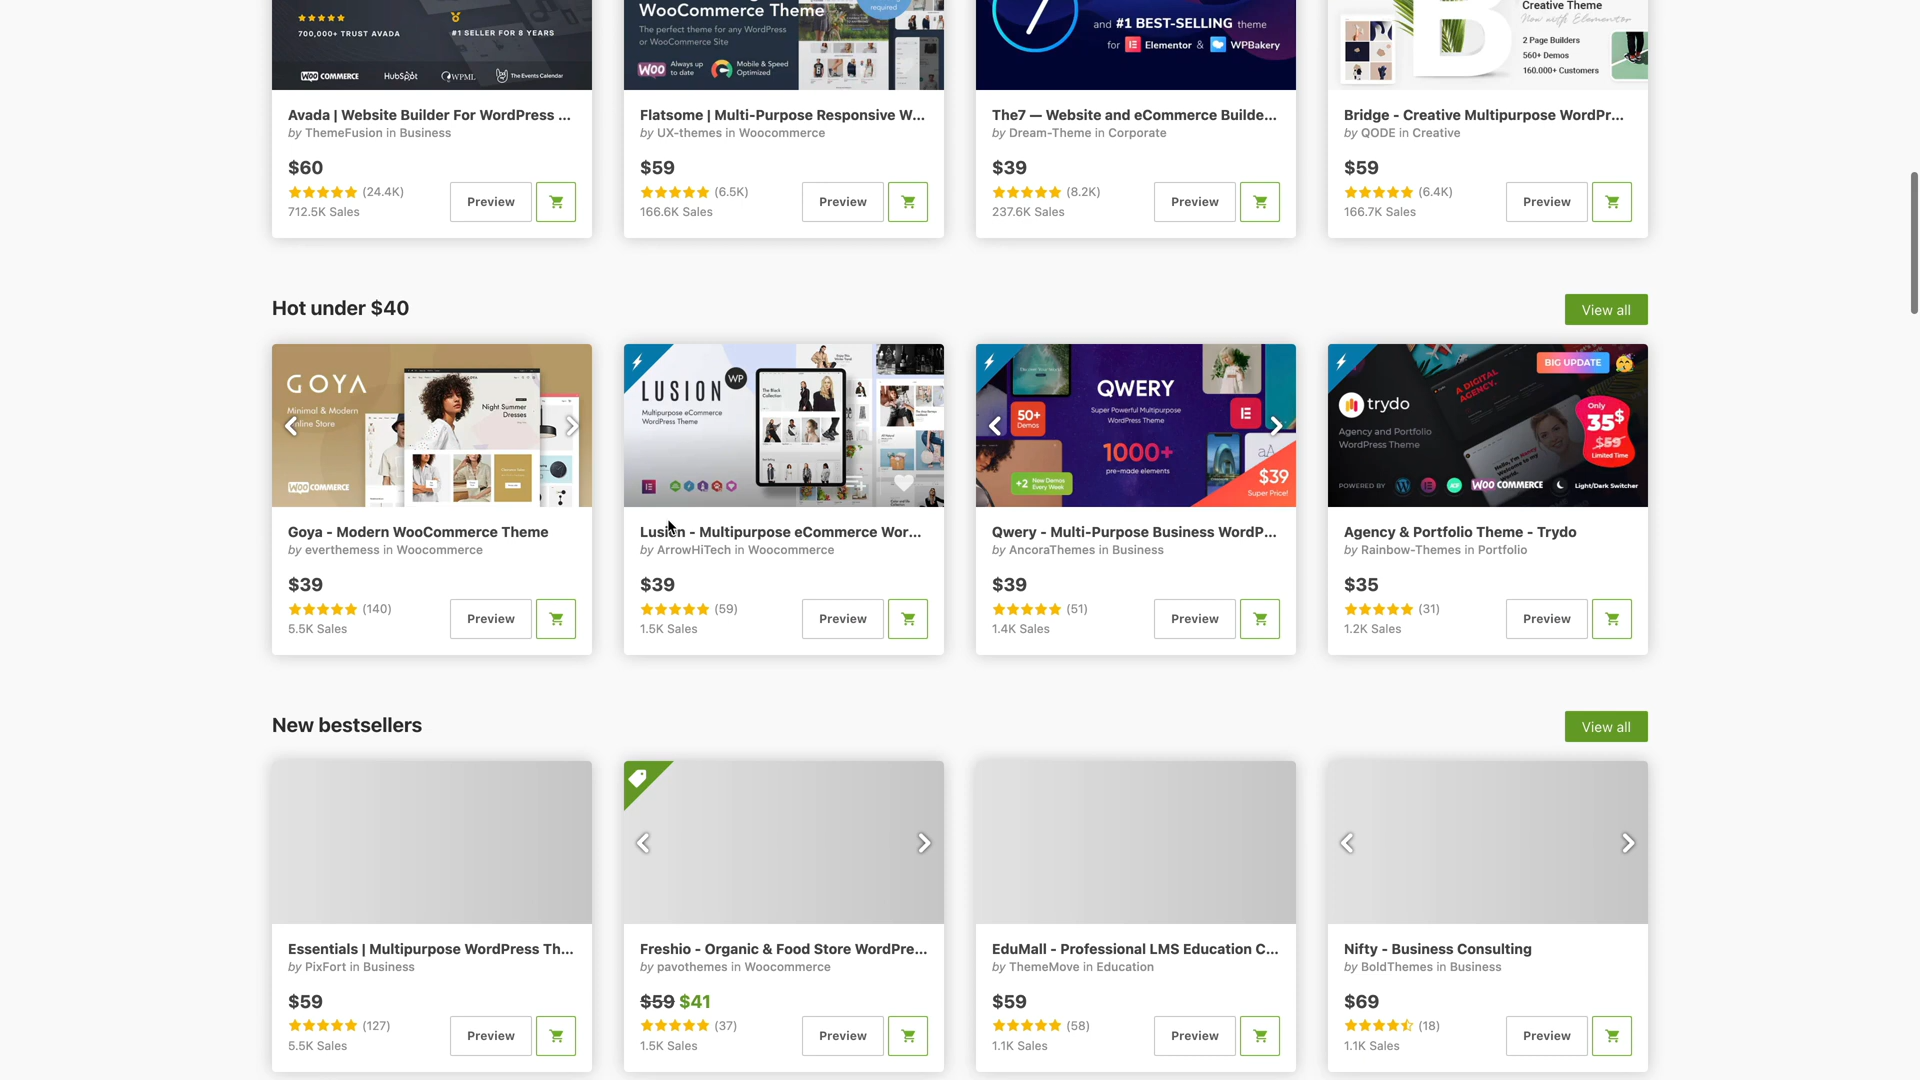 700,000+ TRUST AVADA
#1 SELLER FOR 8 YEARS
WOO COMMERCE HubSpot WPML The Events Calendar
Avada | Website Builder For WordPress ...
by ThemeFusion in Business
$60
(24.4K)
712.5K Sales
Preview
WooCommerce Theme
required
The perfect theme for any WordPress
or WooCommerce Site
WOO Always up to date Mobile & Speed Optimized
Flatsome | Multi-Purpose Responsive W...
by UX-themes in Woocommerce
$59
(6.5K)
166.6K Sales
Preview
7
and #1 BEST-SELLING theme
for Elementor & WPBakery
The7 — Website and eCommerce Builde...
by Dream-Theme in Corporate
$39
(8.2K)
237.6K Sales
Preview
B
Creative Theme
Now with Elementor
2 Page Builders
560+ Demos
160.000+ Customers
Bridge - Creative Multipurpose WordPr...
by QODE in Creative
$59
(6.4K)
166.7K Sales
Preview
Hot under $40
View all
GOYA
Minimal & Modern
Online Store
Night Summer
Dresses
WOO COMMERCE
Goya - Modern WooCommerce Theme
by everthemess in Woocommerce
$39
(140)
5.5K Sales
Preview
LUSION
WP
Multipurpose eCommerce
WordPress Theme
The Black
Collection
Lusion - Multipurpose eCommerce Wor...
by ArrowHiTech in Woocommerce
$39
(59)
1.5K Sales
Preview
QWERY
Super Powerful Multipurpose
WordPress Theme
50+
Demos
1000+
pre-made elements
+2 New Demos Every Week
aA
$39
Super Price!
Qwery - Multi-Purpose Business WordP...
by AncoraThemes in Business
$39
(51)
1.4K Sales
Preview
BIG UPDATE
A DIGITAL
AGENCY.
trydo
Agency and Portfolio
WordPress Theme
Only
35$
$59
Limited Time
POWERED BY WOO COMMERCE Light/Dark Switcher
Agency & Portfolio Theme - Trydo
by Rainbow-Themes in Portfolio
$35
(31)
1.2K Sales
Preview
New bestsellers
View all
Essentials | Multipurpose WordPress Th...
by PixFort in Business
$59
(127)
5.5K Sales
Preview
Freshio - Organic & Food Store WordPre...
by pavothemes in Woocommerce
$59 $41
(37)
1.5K Sales
Preview
EduMall - Professional LMS Education C...
by ThemeMove in Education
$59
(58)
1.1K Sales
Preview
Nifty - Business Consulting
by BoldThemes in Business
$69
(18)
1.1K Sales
Preview